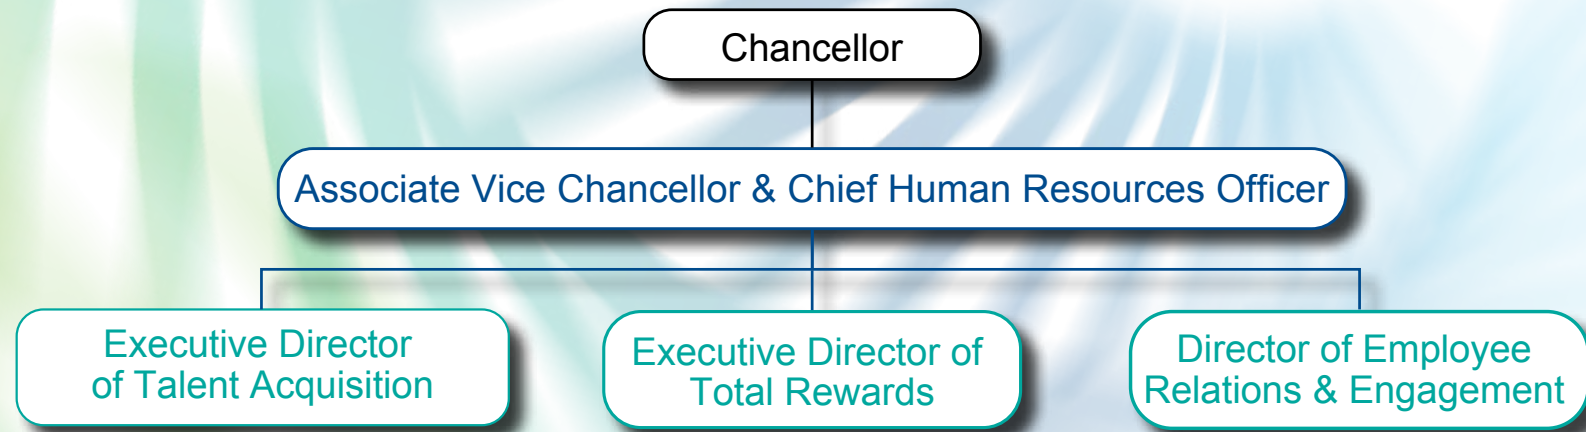 Chancellor
Associate Vice Chancellor & Chief Human Resources Officer
Executive Director
of Talent Acquisition
Executive Director of
Total Rewards
Director of Employee
Relations & Engagement